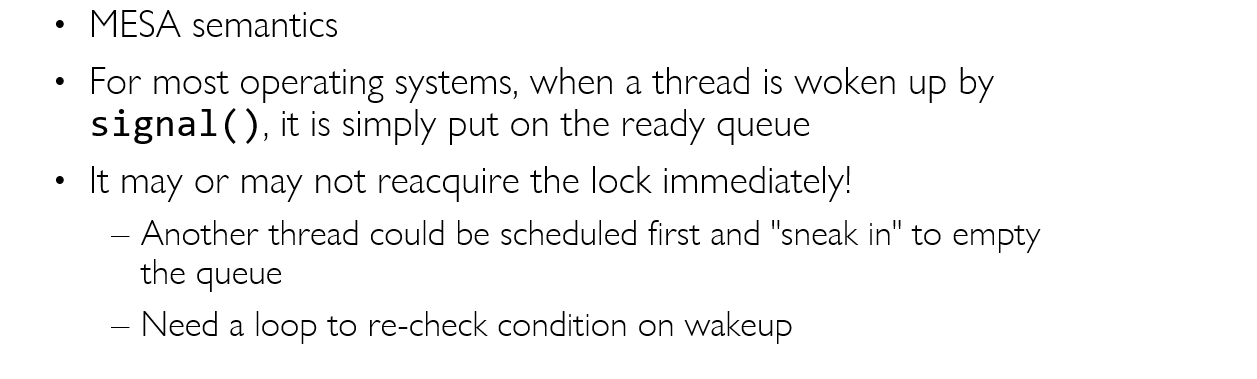 • MESA semantics
• For most operating systems, when a thread is woken up by
signal(), it is simply put on the ready queue
• It may or may not reacquire the lock immediately!
– Another thread could be scheduled first and "sneak in" to empty
the queue
– Need a loop to re-check condition on wakeup